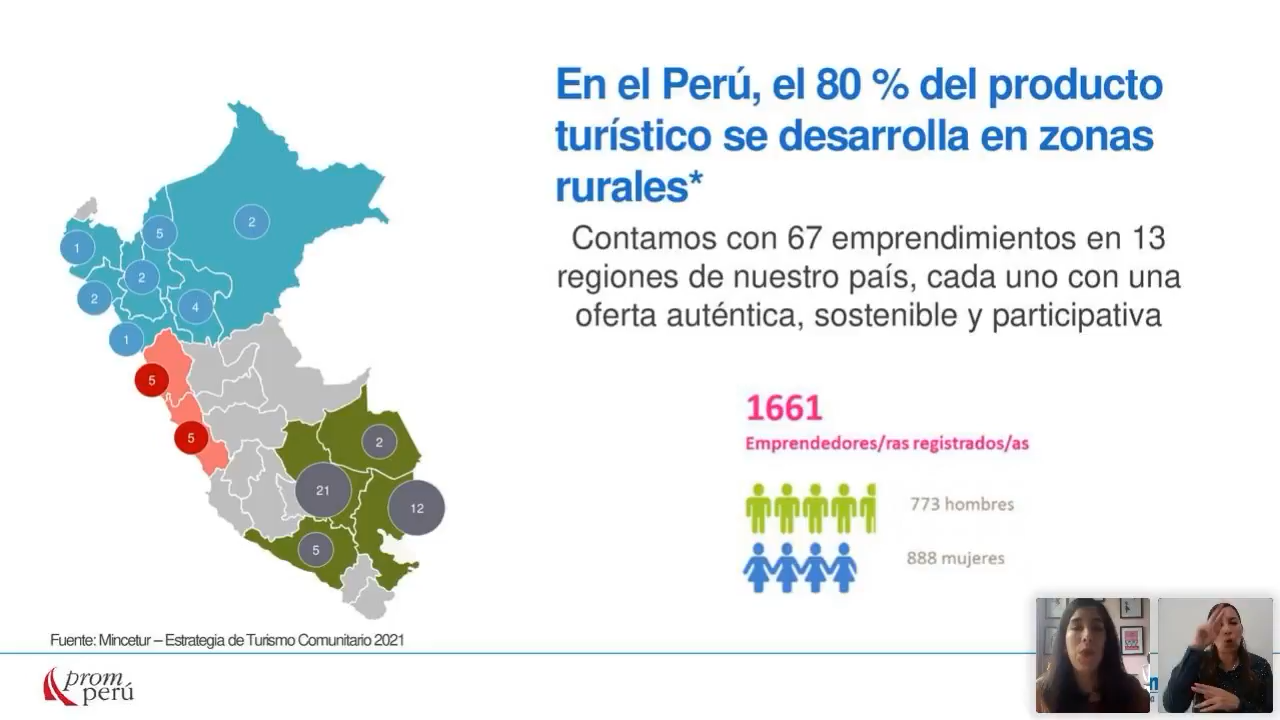 En el Perú, el 80 % del producto
turístico se desarrolla en zonas
rurales*
Contamos con 67 emprendimientos en 13
regiones de nuestro país, cada uno con una
oferta auténtica, sostenible y participativa
2
5
1
2
2
4
1
5
5
2
21
12
5
1661
Emprendedores/ras registrados/as
773 hombres
888 mujeres
Fuente: Mincetur – Estrategia de Turismo Comunitario 2021
prom
perú